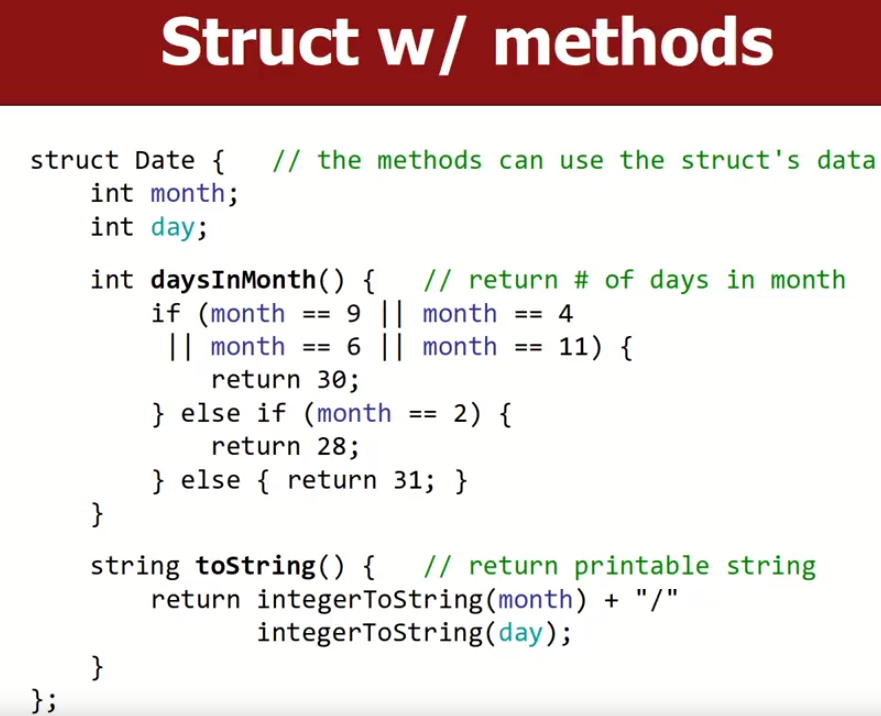 Struct w/ methods
struct Date {   // the methods can use the struct's data
    int month;
    int day;
    int daysInMonth() {   // return # of days in month
        if (month == 9 || month == 4
         || month == 6 || month == 11) {
            return 30;
        } else if (month == 2) {
            return 28;
        } else { return 31; }
    }
    string toString() {   // return printable string
        return integerToString(month) + "/"
               integerToString(day);
    }
};